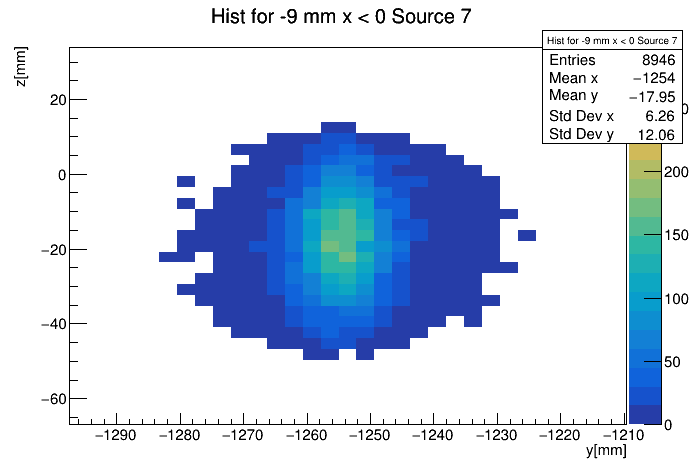 Hist for -9 mm x < 0 Source 7
z[mm]
Hist for -9 mm x < 0 Source 7
Entries 8946
Mean x −1254
Mean y −17.95
Std Dev x 6.26
Std Dev y 12.06
20
0
−20
−40
−60
0
200
150
100
50
0
−1290 −1280 −1270 −1260 −1250 −1240 −1230 −1220 −1210
y[mm]